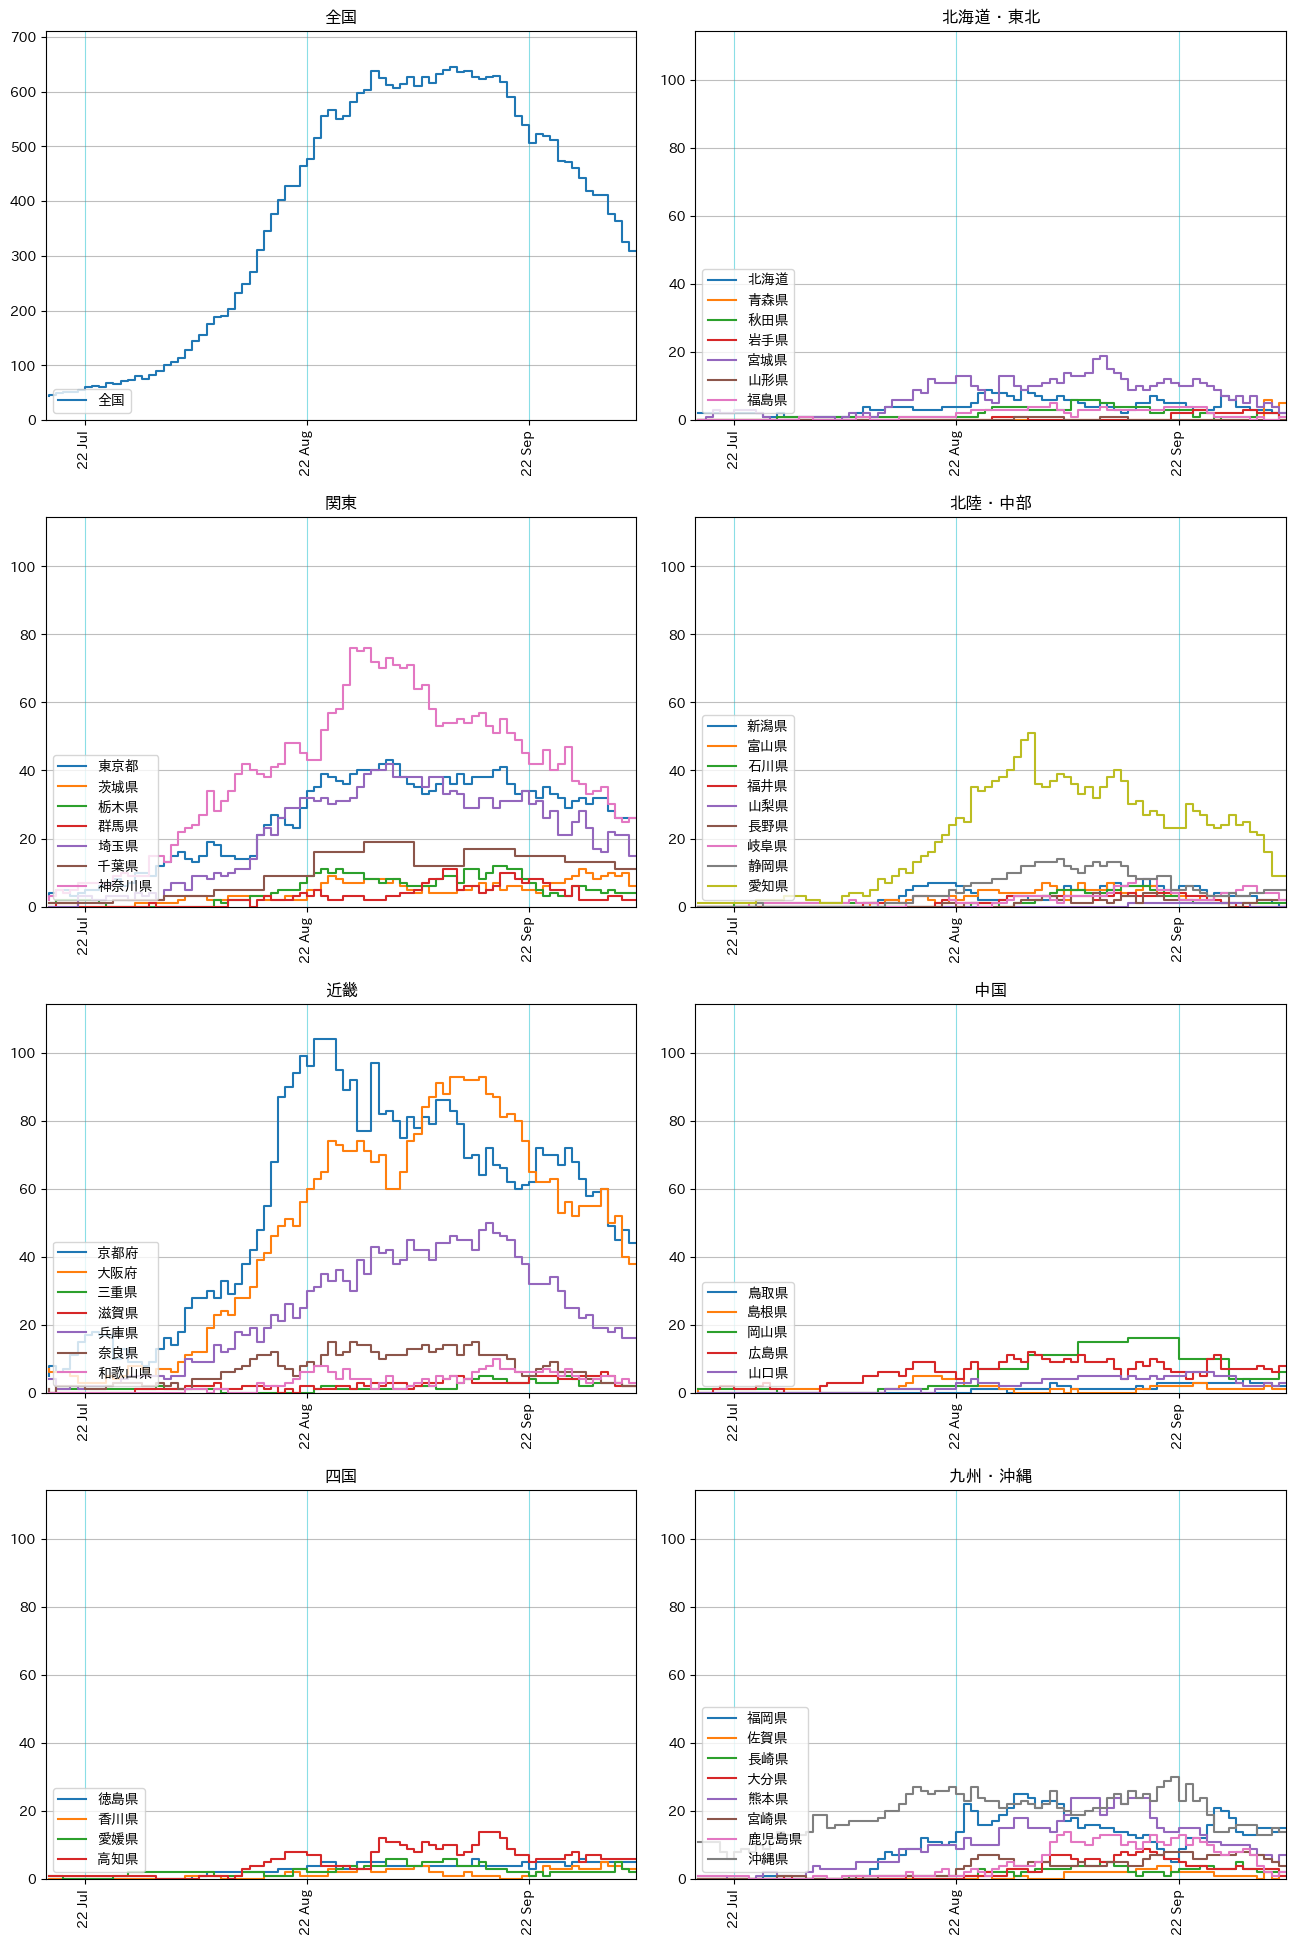 全国
700
600
500
400
300
200
100
0
全国
22 Jul
22 Aug
22 Sep
北海道・東北
100
80
60
40
20
0
北海道
青森県
秋田県
岩手県
宮城県
山形県
福島県
22 Jul
22 Aug
22 Sep
関東
100
80
60
40
20
0
東京都
茨城県
栃木県
群馬県
埼玉県
千葉県
神奈川県
22 Jul
22 Aug
22 Sep
北陸・中部
100
80
60
40
20
0
新潟県
富山県
石川県
福井県
山梨県
長野県
岐阜県
静岡県
愛知県
22 Jul
22 Aug
22 Sep
近畿
100
80
60
40
20
0
京都府
大阪府
三重県
滋賀県
兵庫県
奈良県
和歌山県
22 Jul
22 Aug
22 Sep
中国
100
80
60
40
20
0
鳥取県
島根県
岡山県
広島県
山口県
22 Jul
22 Aug
22 Sep
四国
100
80
60
40
20
0
徳島県
香川県
愛媛県
高知県
22 Jul
22 Aug
22 Sep
九州・沖縄
100
80
60
40
20
0
福岡県
佐賀県
長崎県
大分県
熊本県
宮崎県
鹿児島県
沖縄県
22 Jul
22 Aug
22 Sep